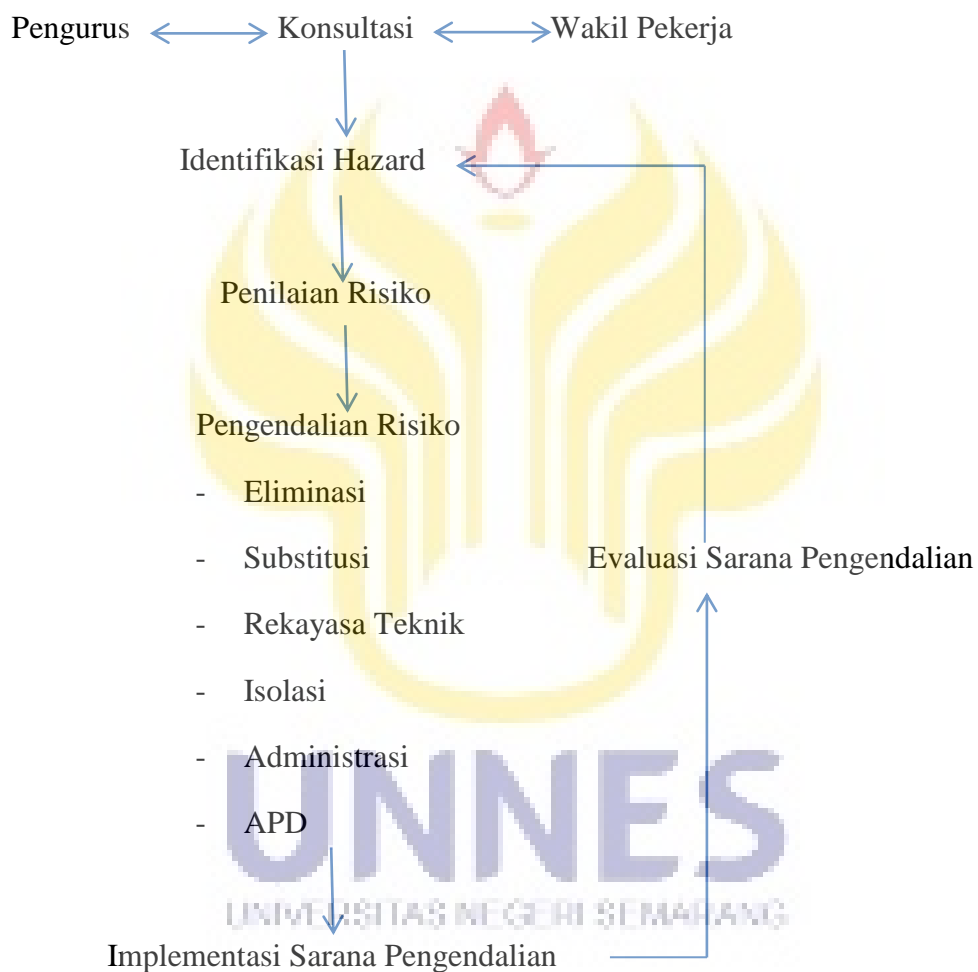 Pengurus Konsultasi Wakil Pekerja
Identifikasi Hazard
Penilaian Risiko
Pengendalian Risiko
- Eliminasi
- Substitusi
Evaluasi Sarana Pengendalian
- Rekayasa Teknik
- Isolasi
- Administrasi
- APD
UNNES
UNIVERSITAS NEGERI SEMARANG
Implementasi Sarana Pengendalian